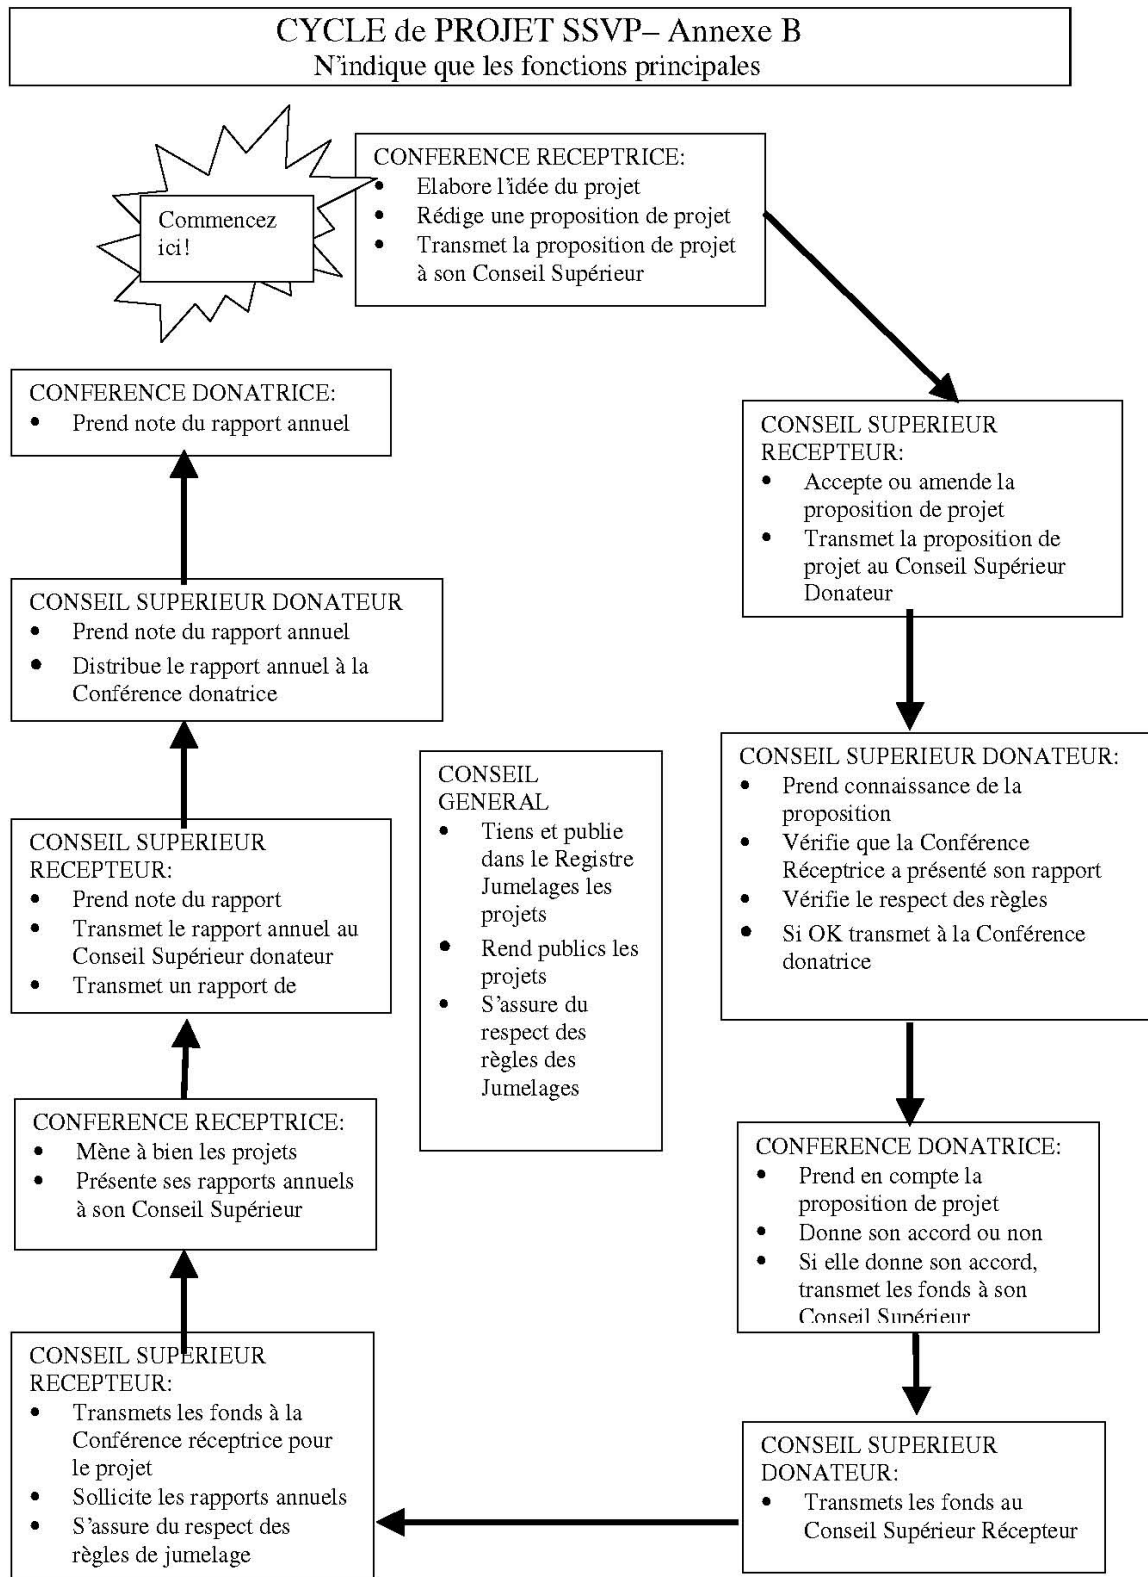 CYCLE de PROJET SSVP– Annexe B
N'indique que les fonctions principales
Commencez
ici!
CONFERENCE RECEPTRICE:
• Elabore l'idée du projet
• Rédige une proposition de projet
• Transmet la proposition de projet
à son Conseil Supérieur
CONSEIL SUPERIEUR
RECEPTEUR:
• Accepte ou amende la
proposition de projet
• Transmet la proposition de
projet au Conseil Supérieur
Donateur
CONSEIL SUPERIEUR DONATEUR:
• Prend connaissance de la
proposition
• Vérifie que la Conférence
Réceptrice a présenté son rapport
• Vérifie le respect des règles
• Si OK transmet à la Conférence
donatrice
CONFERENCE DONATRICE:
• Prend en compte la
proposition de projet
• Donne son accord ou non
• Si elle donne son accord,
transmet les fonds à son
Conseil Supérieur
CONSEIL SUPERIEUR
DONATEUR:
• Transmets les fonds au
Conseil Supérieur Récepteur
CONSEIL SUPERIEUR
RECEPTEUR:
• Transmets les fonds à la
Conférence réceptrice pour
le projet
• Sollicite les rapports annuels
• S'assure du respect des
règles de jumelage
CONFERENCE RECEPTRICE:
• Mène à bien les projets
• Présente ses rapports annuels
à son Conseil Supérieur
CONSEIL SUPERIEUR
RECEPTEUR:
• Prend note du rapport
• Transmet le rapport annuel au
Conseil Supérieur donateur
• Transmet un rapport de
CONSEIL SUPERIEUR DONATEUR
• Prend note du rapport annuel
• Distribue le rapport annuel à la
Conférence donatrice
CONFERENCE DONATRICE:
• Prend note du rapport annuel
CONSEIL
GENERAL
• Tiens et publie
dans le Registre
Jumelages les
projets
• Rend publics les
projets
• S'assure du
respect des
règles des
Jumelages